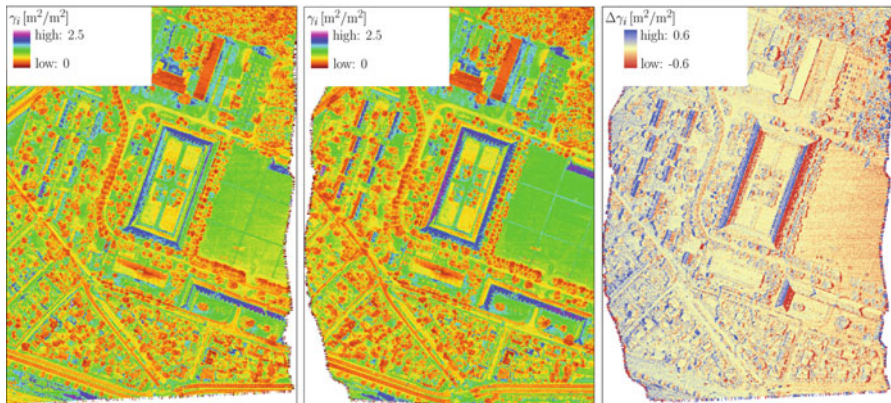 γi [m²/m²]
high: 2.5
low: 0
γi [m²/m²]
high: 2.5
low: 0
Δγi [m²/m²]
high: 0.6
low: -0.6